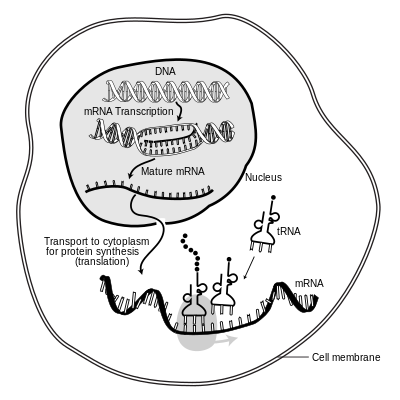 DNA
mRNA Transcription
Mature mRNA
Nucleus
Transport to cytoplasm
for protein synthesis
(translation)
tRNA
mRNA
Cell membrane